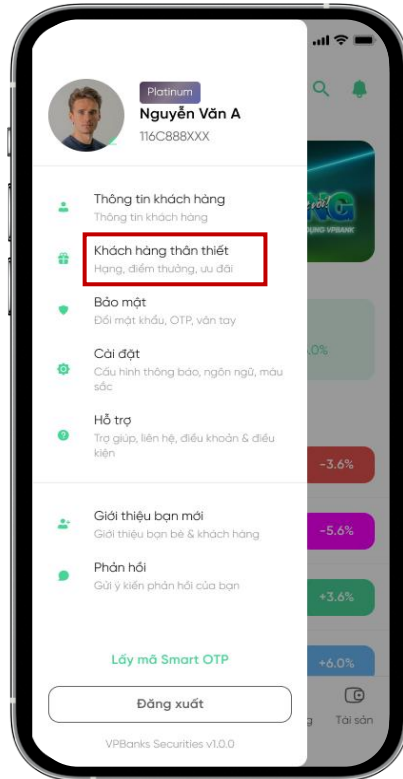 Platinum
Nguyễn Văn A
116C888XXX
Thông tin khách hàng
Thông tin khách hàng
Khách hàng thân thiết
Hạng, điểm thưởng, ưu đãi
Bảo mật
Đổi mật khẩu, OTP, vân tay
Cài đặt
Cấu hình thông báo, ngôn ngữ, màu
sắc
Hỗ trợ
Trợ giúp, liên hệ, điều khoản & điều
kiện
Giới thiệu bạn mới
Giới thiệu bạn bè & khách hàng
Phản hồi
Gửi ý kiến phản hồi của bạn
Lấy mã Smart OTP
Đăng xuất
VPBanks Securities v1.0.0
DỤNG VPBANK
.0%
-3.6%
-5.6%
+3.6%
+6.0%
g
Tài sản